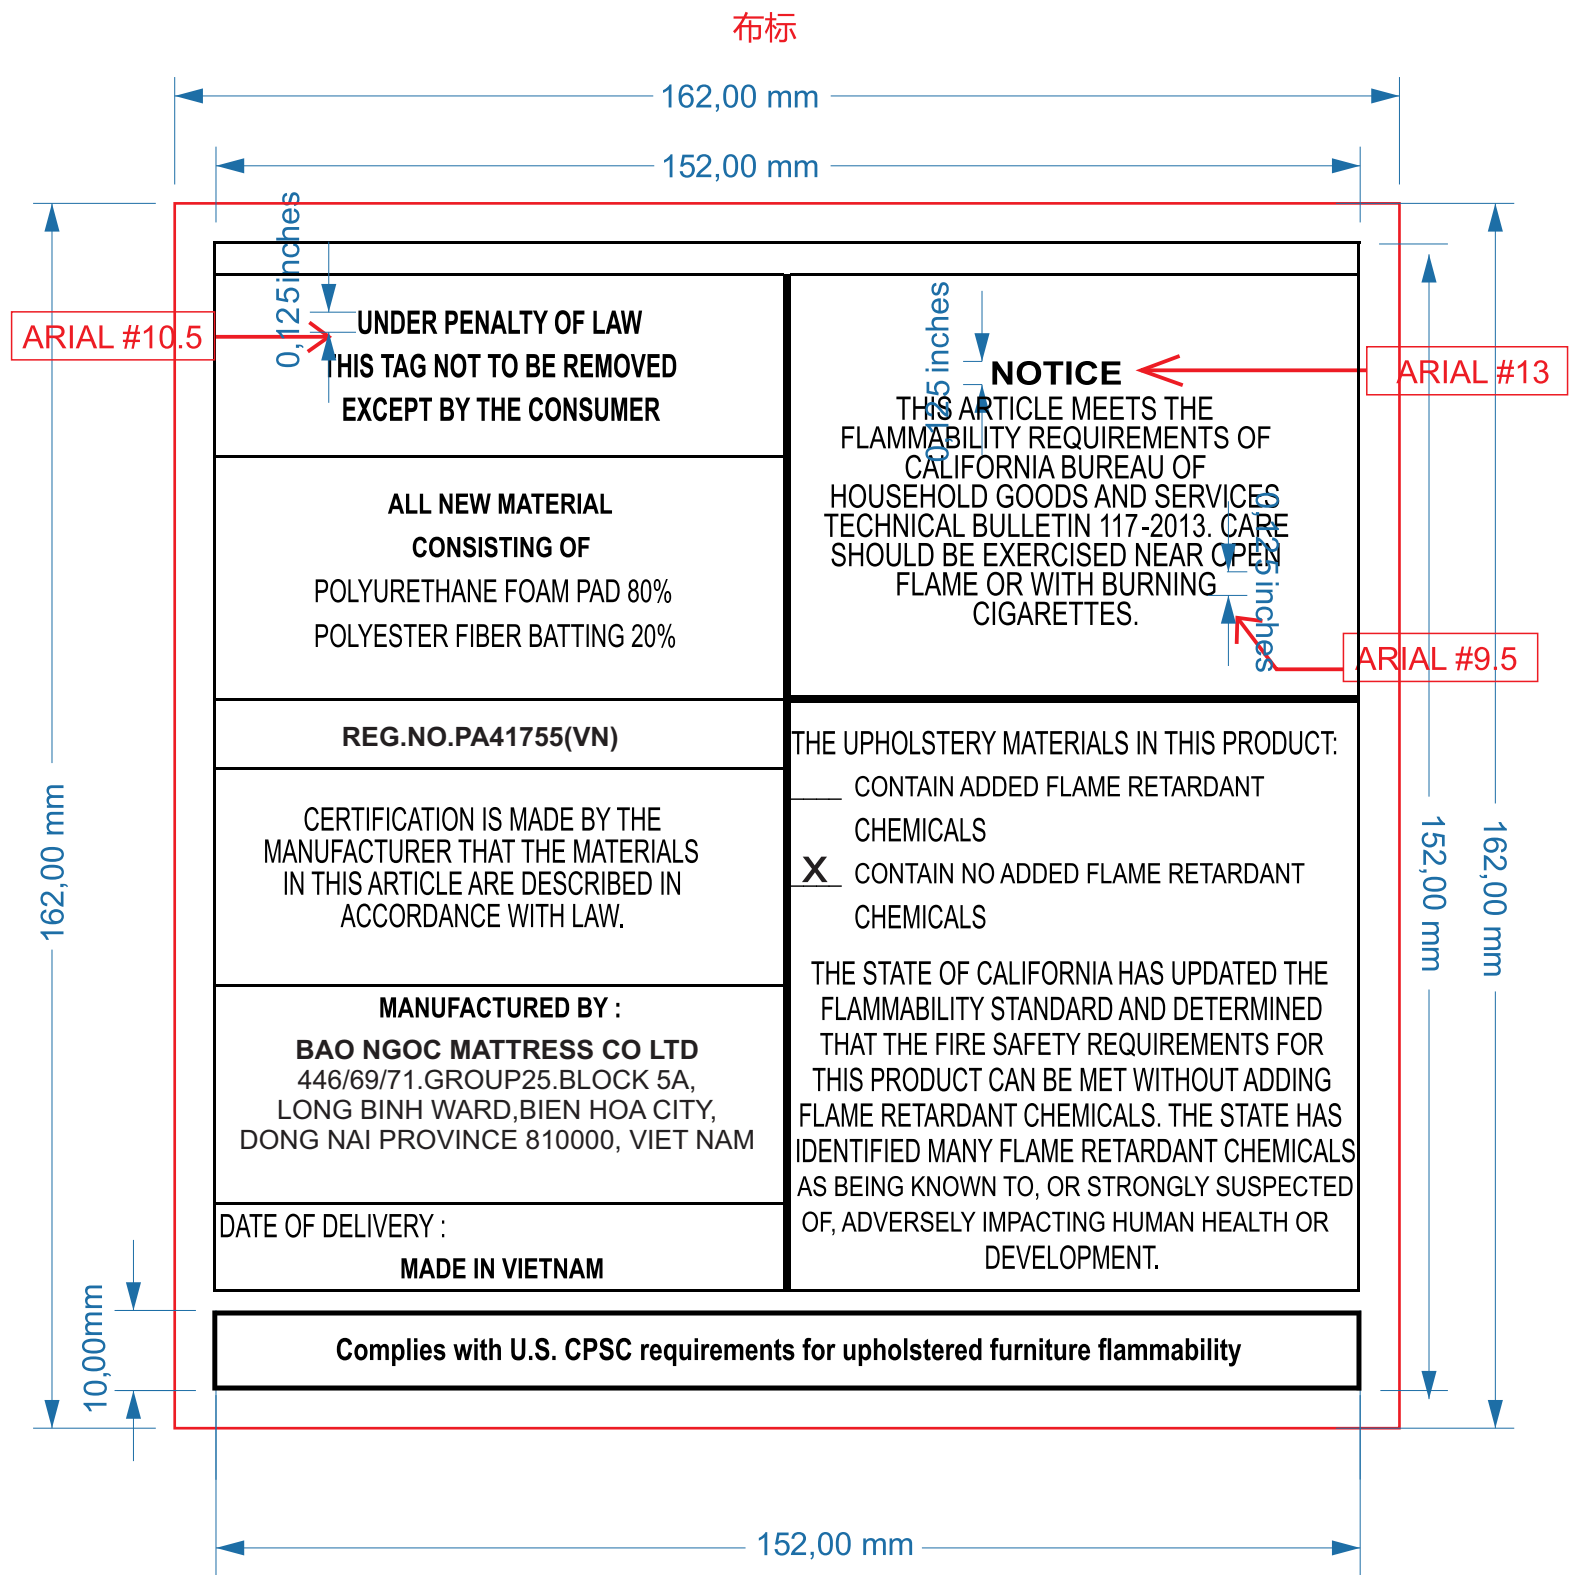 布标
162,00 mm
152,00 mm
0,125 inches
ARIAL #10.5
UNDER PENALTY OF LAW
THIS TAG NOT TO BE REMOVED
EXCEPT BY THE CONSUMER
ALL NEW MATERIAL
CONSISTING OF
POLYURETHANE FOAM PAD 80%
POLYESTER FIBER BATTING 20%
REG.NO.PA41755(VN)
CERTIFICATION IS MADE BY THE
MANUFACTURER THAT THE MATERIALS
IN THIS ARTICLE ARE DESCRIBED IN
ACCORDANCE WITH LAW.
MANUFACTURED BY :
BAO NGOC MATTRESS CO LTD
446/69/71.GROUP25.BLOCK 5A,
LONG BINH WARD,BIEN HOA CITY,
DONG NAI PROVINCE 810000, VIET NAM
DATE OF DELIVERY :
MADE IN VIETNAM
0,125 inches
NOTICE
ARIAL #13
THIS ARTICLE MEETS THE
FLAMMABILITY REQUIREMENTS OF
CALIFORNIA BUREAU OF
HOUSEHOLD GOODS AND SERVICES
TECHNICAL BULLETIN 117-2013. CARE
SHOULD BE EXERCISED NEAR OPEN
FLAME OR WITH BURNING
CIGARETTES.
0,125 inches
ARIAL #9.5
THE UPHOLSTERY MATERIALS IN THIS PRODUCT:
____ CONTAIN ADDED FLAME RETARDANT
CHEMICALS
X CONTAIN NO ADDED FLAME RETARDANT
CHEMICALS
THE STATE OF CALIFORNIA HAS UPDATED THE
FLAMMABILITY STANDARD AND DETERMINED
THAT THE FIRE SAFETY REQUIREMENTS FOR
THIS PRODUCT CAN BE MET WITHOUT ADDING
FLAME RETARDANT CHEMICALS. THE STATE HAS
IDENTIFIED MANY FLAME RETARDANT CHEMICALS
AS BEING KNOWN TO, OR STRONGLY SUSPECTED
OF, ADVERSELY IMPACTING HUMAN HEALTH OR
DEVELOPMENT.
162,00 mm
152,00 mm
162,00 mm
10,00mm
Complies with U.S. CPSC requirements for upholstered furniture flammability
152,00 mm